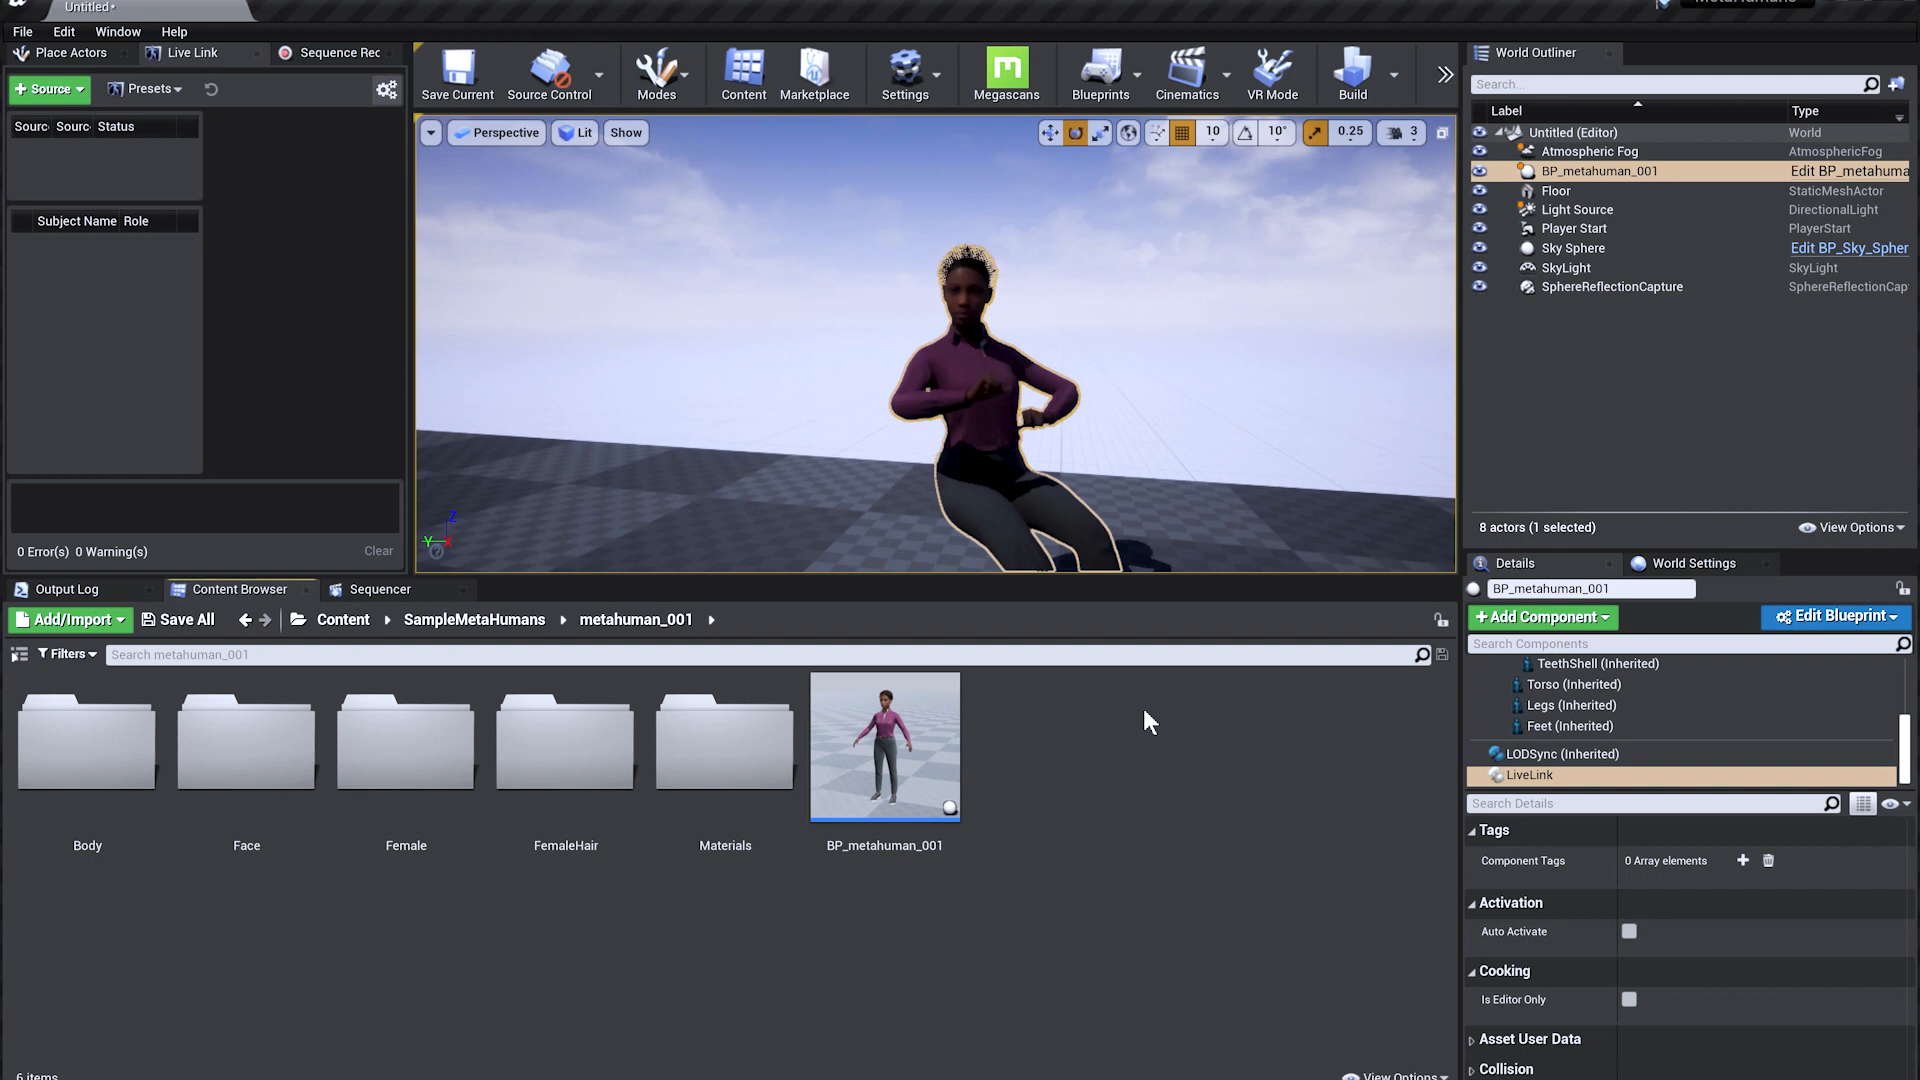 Untitled*
File Edit Window Help
Place Actors Live Link Sequence Rec
Source Presets
Sourc Sourc Status
Subject Name Role
0 Error(s) 0 Warning(s) Clear
Save Current Source Control Modes Content Marketplace Settings Megascans Blueprints Cinematics VR Mode Build
Perspective Lit Show 10 10° 0.25 3
Z
Y X
World Outliner
Search...
Label Type
Untitled (Editor) World
Atmospheric Fog AtmosphericFog
BP_metahuman_001 Edit BP_metahuma
Floor StaticMeshActor
Light Source DirectionalLight
Player Start PlayerStart
Sky Sphere Edit BP_Sky_Spher
SkyLight SkyLight
SphereReflectionCapture SphereReflectionCap
8 actors (1 selected) View Options
Output Log Content Browser Sequencer
Add/Import Save All Content SampleMetaHumans metahuman_001
Filters Search metahuman_001
Body Face Female FemaleHair Materials BP_metahuman_001
6 items View Options
Details World Settings
BP_metahuman_001
+Add Component Edit Blueprint
Search Components
TeethShell (Inherited)
Torso (Inherited)
Legs (Inherited)
Feet (Inherited)
LODSync (Inherited)
LiveLink
Search Details
Tags
Component Tags 0 Array elements
Activation
Auto Activate
Cooking
Is Editor Only
Asset User Data
Collision